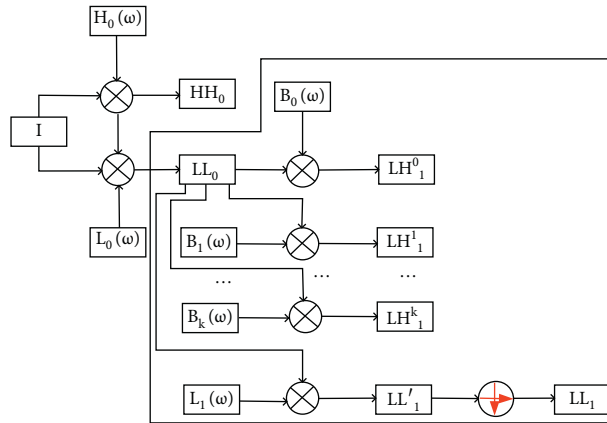 H₀(ω)
HH₀
B₀(ω)
I
LL₀
LH⁰₁
L₀(ω)
B₁(ω)
LH¹₁
... ... ...
Bₖ(ω)
LHᵏ₁
L₁(ω)
LL′₁
LL₁